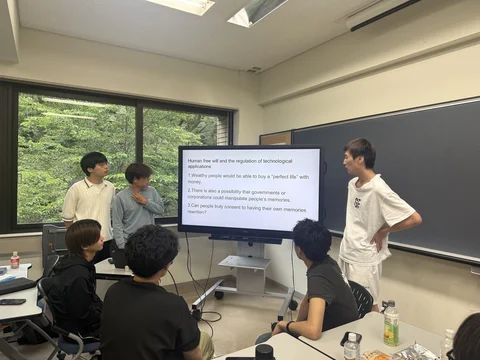 Human free will and the regulation of technological
applications
1.Wealthy people would be able to buy a "perfect life" with
money.
2.There is also a possibility that governments or
corporations could manipulate people's memories.
3.Can people truly consent to having their own memories